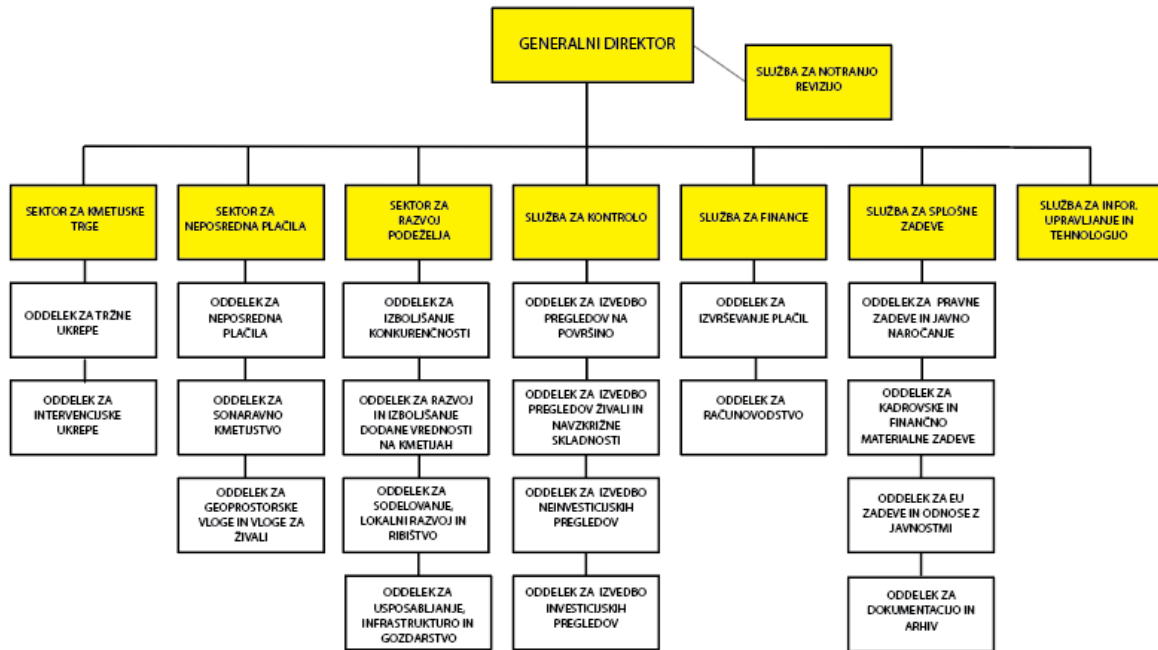 GENERALNI DIREKTOR
SLUŽBA ZA NOTRANJO
REVIZIJO
SEKTOR ZA KMETIJSKE
TRGE
SEKTOR ZA
NEPOSREDNA PLAČILA
SEKTOR ZA
RAZVOJ
PODEŽELJA
SLUŽBA ZA KONTROLO
SLUŽBA ZA FINANCE
SLUŽBA ZA SPLOŠNE
ZADEVE
SLUŽBA ZA INFOR.
UPRAVLJANJE IN
TEHNOLOGIJO
ODDELEK ZA TRŽNE
UKREPE
ODDELEK ZA
NEPOSREDNA
PLAČILA
ODDELEK ZA
IZBOLJŠANJE
KONKURENČNOSTI
ODDELEK ZA IZVEDBO
PREGLEDOV NA
POVRŠINO
ODDELEK ZA
IZVRŠEVANJE PLAČIL
ODDELEK ZA PRAVNE
ZADEVE IN JAVNO
NAROČANJE
ODDELEK ZA
INTERVENCIJSKE
UKREPE
ODDELEK ZA
SONARAVNO
KMETIJSTVO
ODDELEK ZA RAZVOJ
IN IZBOLJŠANJE
DODANE VREDNOSTI
NA KMETIJAH
ODDELEK ZA IZVEDBO
PREGLEDOV ŽIVALI IN
NAVZKRIŽNE
SKLADNOSTI
ODDELEK ZA
RAČUNOVODSTVO
ODDELEK ZA
KADROVSKE IN
FINANČNO
MATERIALNE ZADEVE
ODDELEK ZA
GEOPROSTORSKE
VLOGE IN VLOGE ZA
ŽIVALI
ODDELEK ZA
SODELOVANJE,
LOKALNI RAZVOJ IN
RIBIŠTVO
ODDELEK ZA IZVEDBO
NEINVESTICIJSKIH
PREGLEDOV
ODDELEK ZA EU
ZADEVE IN ODNOSE Z
JAVNOSTMI
ODDELEK ZA
USPOSABLJANJE,
INFRASTRUKTURO IN
GOZDARSTVO
ODDELEK ZA IZVEDBO
INVESTICIJSKIH
PREGLEDOV
ODDELEK ZA
DOKUMENTACIJO IN
ARHIV